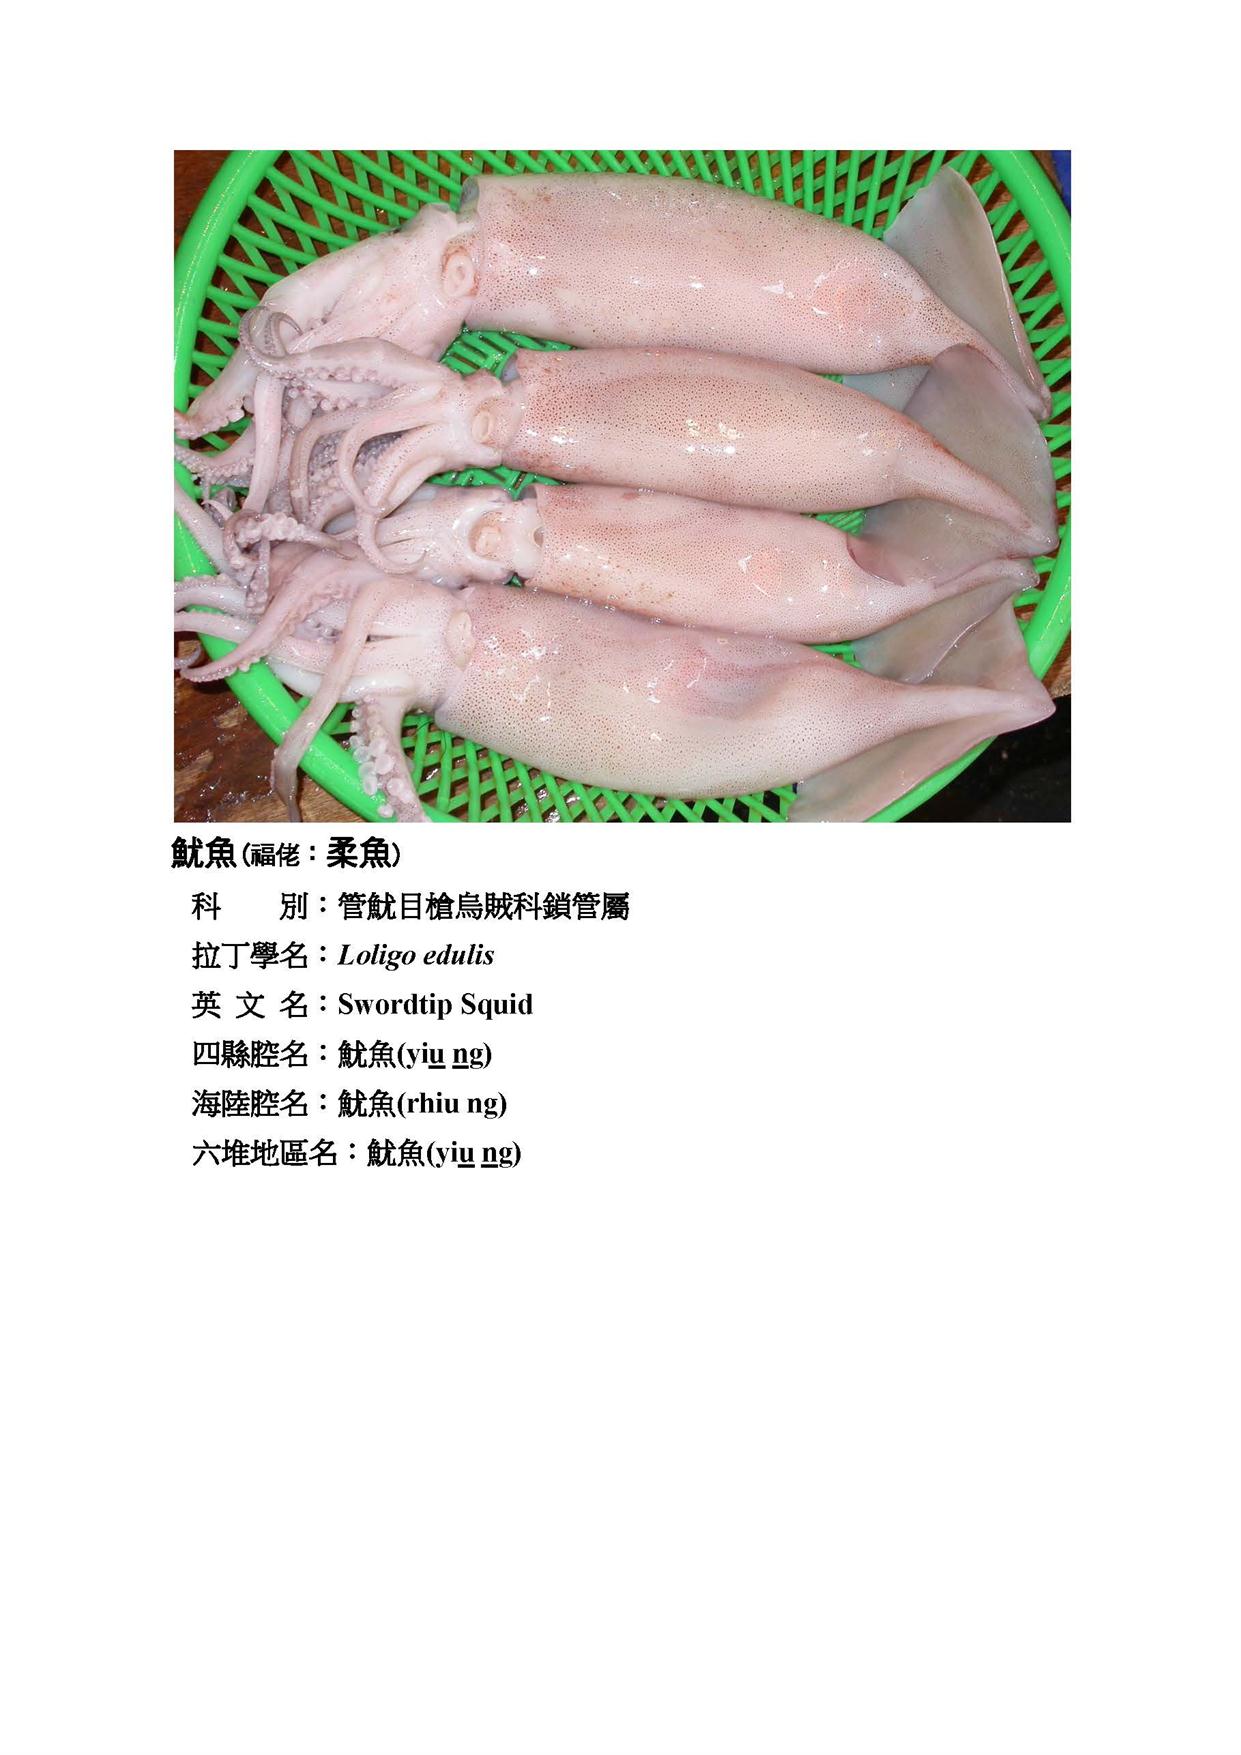 魷魚(福佬：柔魚)
科　　別：管魷目槍烏賊科鎖管屬
拉丁學名：Loligo edulis
英 文 名：Swordtip Squid
四縣腔名：魷魚(yiu ng)
海陸腔名：魷魚(rhiu ng)
六堆地區名：魷魚(yiu ng)